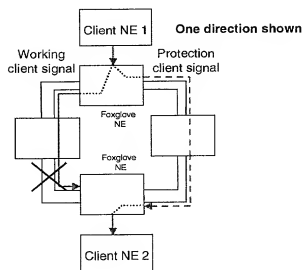 Client NE 1
One direction shown
Working
client signal
Protection
client signal
Foxglove
NE
Foxglove
NE
Client NE 2